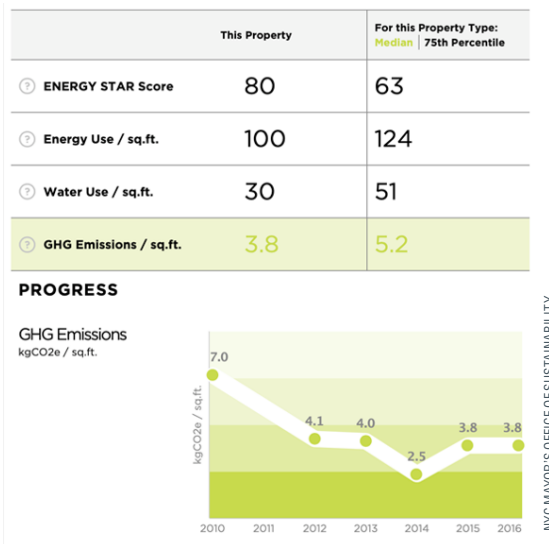 This Property
For this Property Type:
Median | 75th Percentile
? ENERGY STAR Score 80 63
? Energy Use / sq.ft. 100 124
? Water Use / sq.ft. 30 51
? GHG Emissions / sq.ft. 3.8 5.2
PROGRESS
GHG Emissions
kgCO2e / sq.ft.
kgCO2e / sq.ft.
7.0
4.1
4.0
2.5
3.8
3.8
2010 2011 2012 2013 2014 2015 2016
NYC MAYOR'S OFFICE OF SUSTAINABILITY